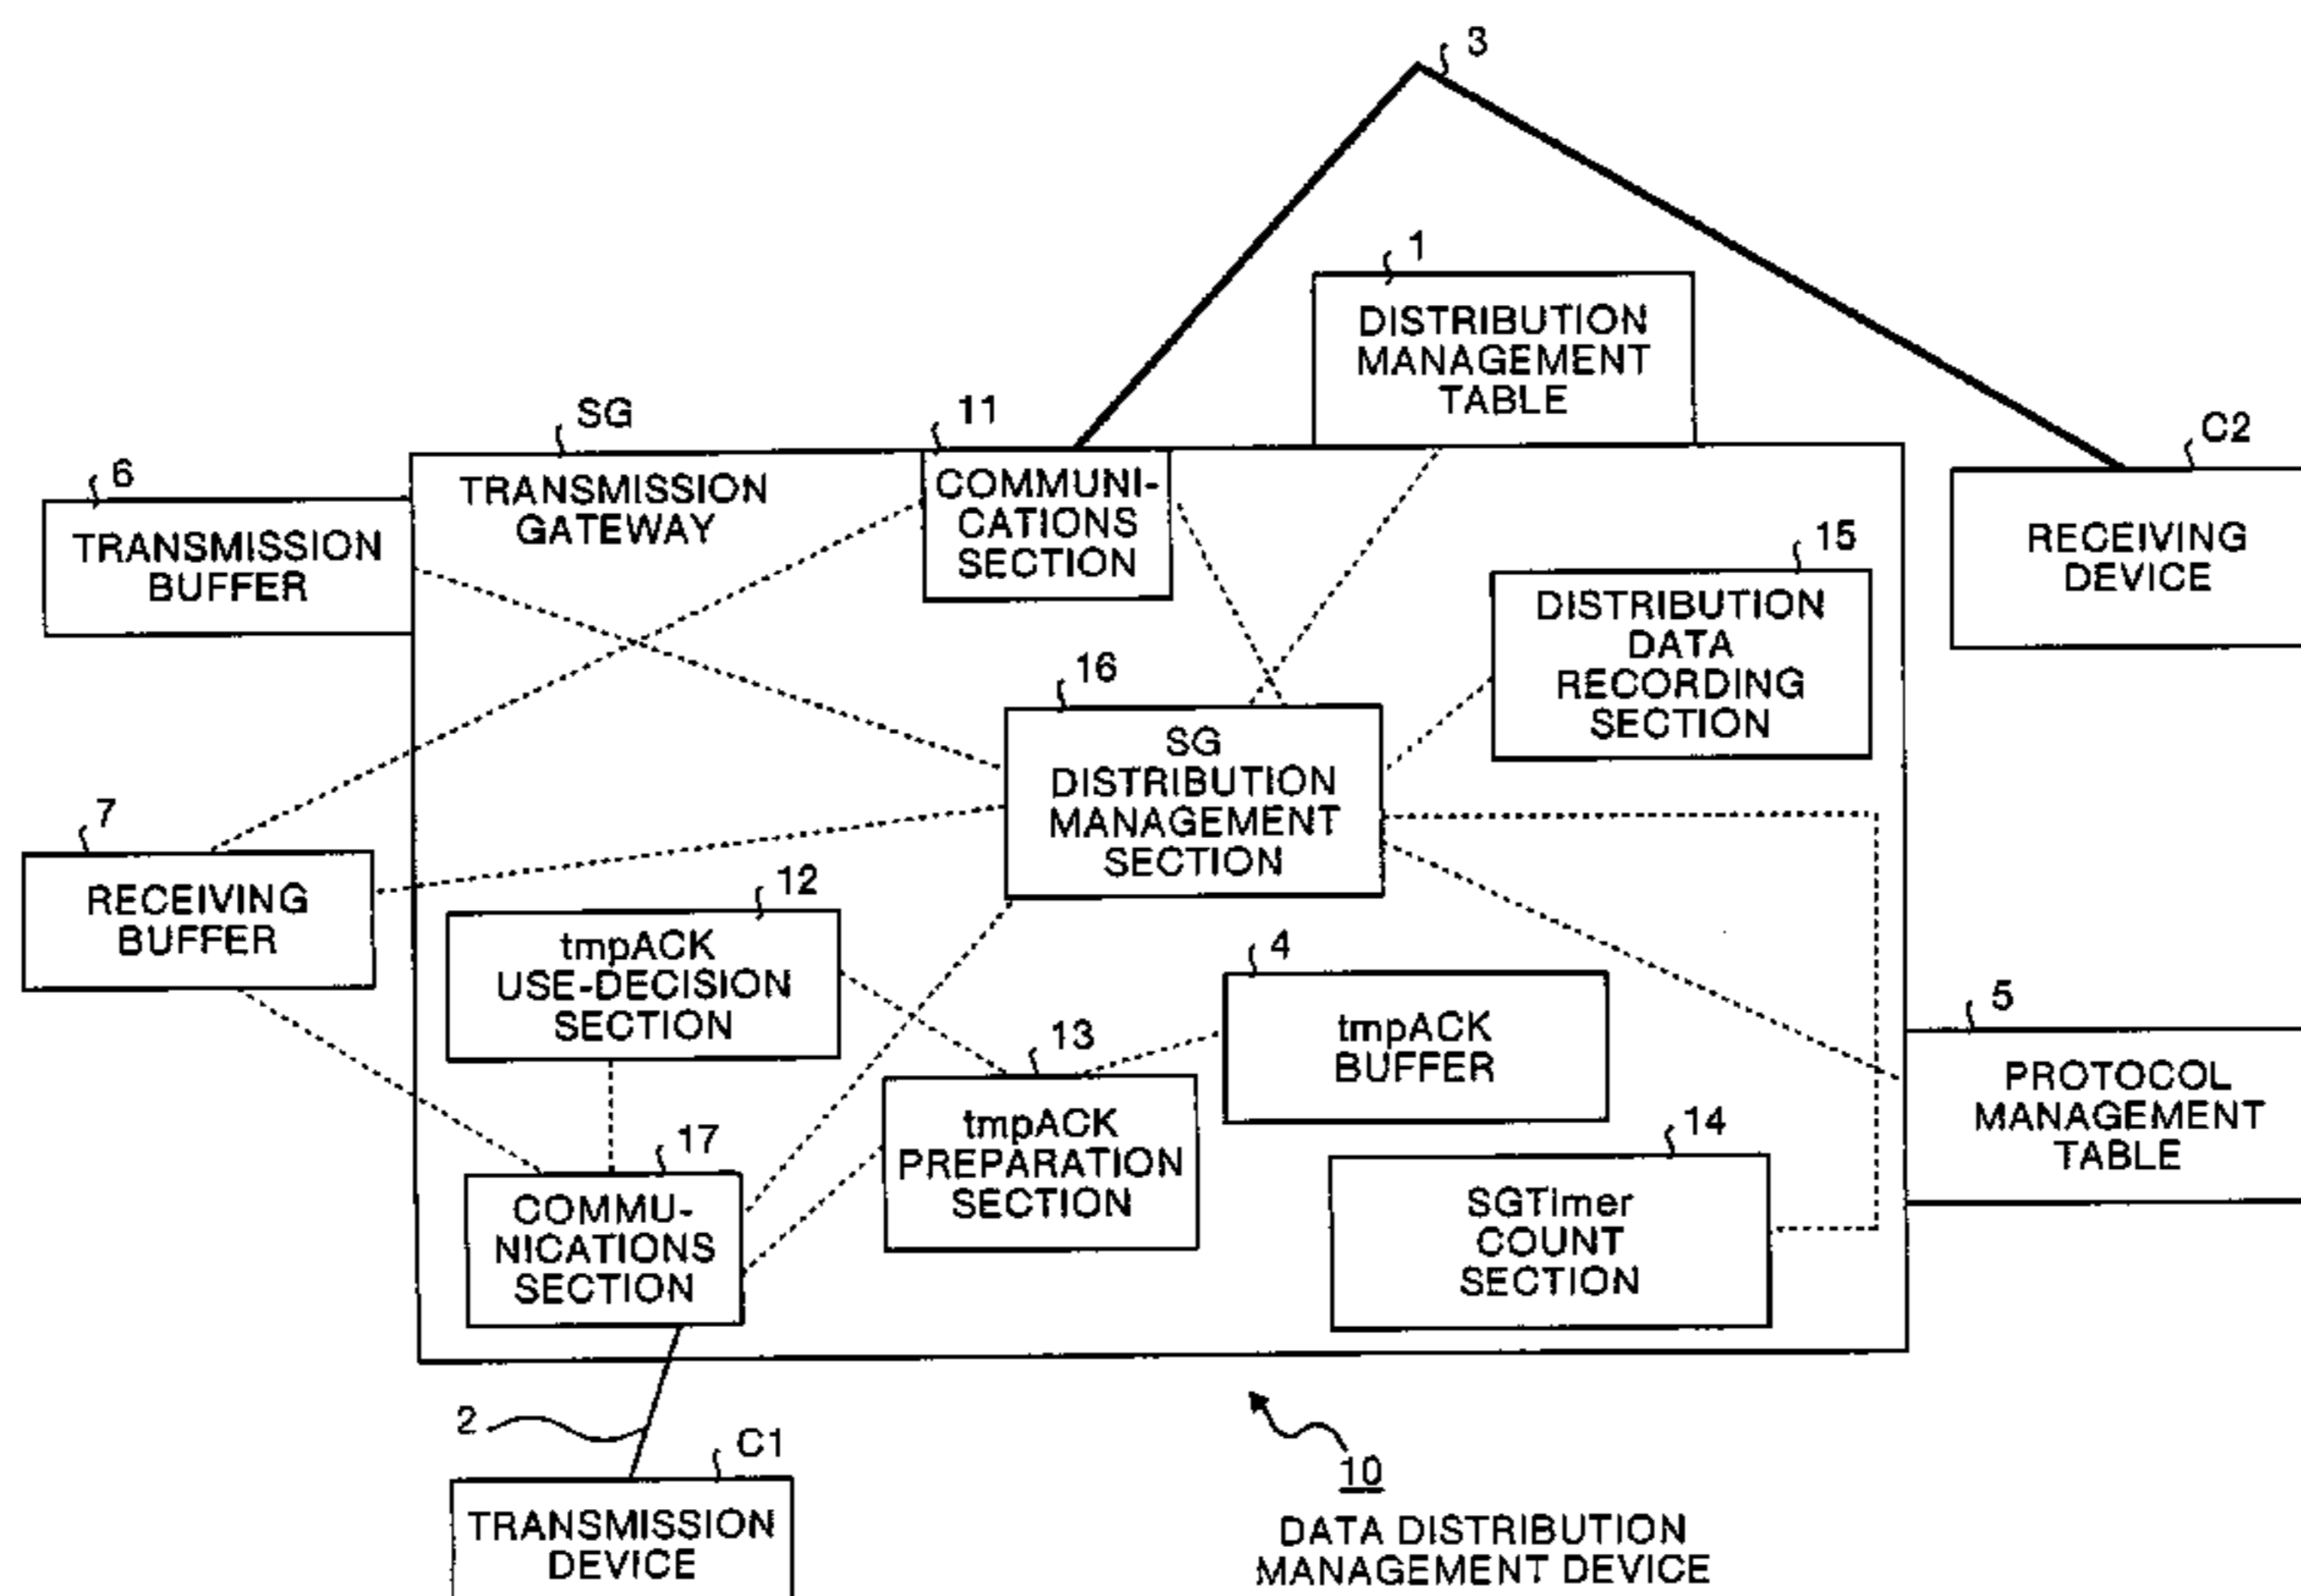 3
1
DISTRIBUTION
MANAGEMENT
TABLE
SG
11
C2
6
TRANSMISSION
GATEWAY
COMMUNI-
CATIONS
SECTION
TRANSMISSION
BUFFER
15
RECEIVING
DEVICE
DISTRIBUTION
DATA
RECORDING
SECTION
16
SG
DISTRIBUTION
MANAGEMENT
SECTION
7
RECEIVING
BUFFER
12
tmpACK
USE-DECISION
SECTION
4
tmpACK
BUFFER
5
PROTOCOL
MANAGEMENT
TABLE
13
tmpACK
PREPARATION
SECTION
17
COMMU-
NICATIONS
SECTION
14
SGTimer
COUNT
SECTION
2
C1
TRANSMISSION
DEVICE
10
DATA DISTRIBUTION
MANAGEMENT DEVICE